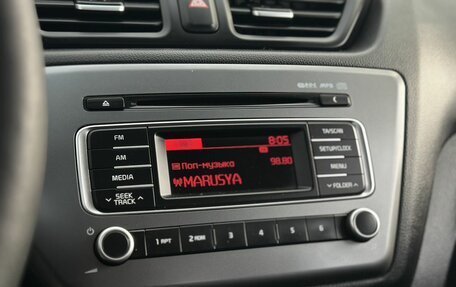 MP3
FM
8:05
TA/SCAN
AM
Поп-музыка 98.80
SETUP/CLOCK
MEDIA
MARUSYA
MENU
SEEK
TRACK
FOLDER
1 RPT 2 RDM 3 4 5 6